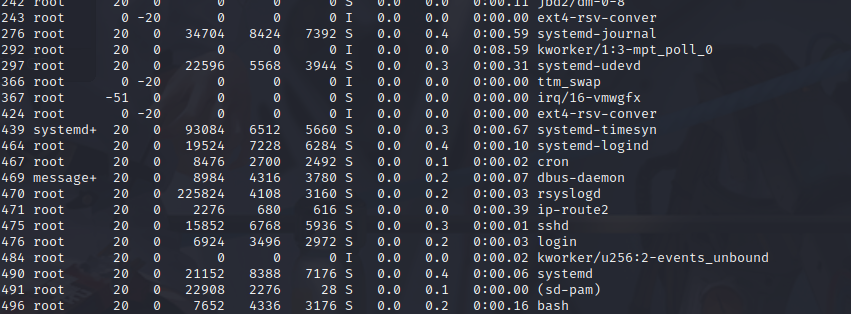 242 root 20 0 0 0 0 S 0.0 0.0 0:00.11 jbd2/dm-0-8
243 root 0 -20 0 0 0 I 0.0 0.0 0:00.00 ext4-rsv-conver
276 root 20 0 34704 8424 7392 S 0.0 0.4 0:00.59 systemd-journal
292 root 20 0 0 0 0 I 0.0 0.0 0:08.59 kworker/1:3-mpt_poll_0
297 root 20 0 22596 5568 3944 S 0.0 0.3 0:00.31 systemd-udevd
366 root 0 -20 0 0 0 I 0.0 0.0 0:00.00 ttm_swap
367 root -51 0 0 0 0 S 0.0 0.0 0:00.00 irq/16-vmwgfx
424 root 0 -20 0 0 0 I 0.0 0.0 0:00.00 ext4-rsv-conver
439 systemd+ 20 0 93084 6512 5660 S 0.0 0.3 0:00.67 systemd-timesyn
464 root 20 0 19524 7228 6284 S 0.0 0.4 0:00.10 systemd-logind
467 root 20 0 8476 2700 2492 S 0.0 0.1 0:00.02 cron
469 message+ 20 0 8984 4316 3780 S 0.0 0.2 0:00.07 dbus-daemon
470 root 20 0 225824 4108 3160 S 0.0 0.2 0:00.03 rsyslogd
471 root 20 0 2276 680 616 S 0.0 0.0 0:00.39 ip-route2
475 root 20 0 15852 6768 5936 S 0.0 0.3 0:00.01 sshd
476 root 20 0 6924 3496 2972 S 0.0 0.2 0:00.03 login
484 root 20 0 0 0 0 I 0.0 0.0 0:00.02 kworker/u256:2-events_unbound
490 root 20 0 21152 8388 7176 S 0.0 0.4 0:00.06 systemd
491 root 20 0 22908 2276 28 S 0.0 0.1 0:00.00 (sd-pam)
496 root 20 0 7652 4336 3176 S 0.0 0.2 0:00.16 bash